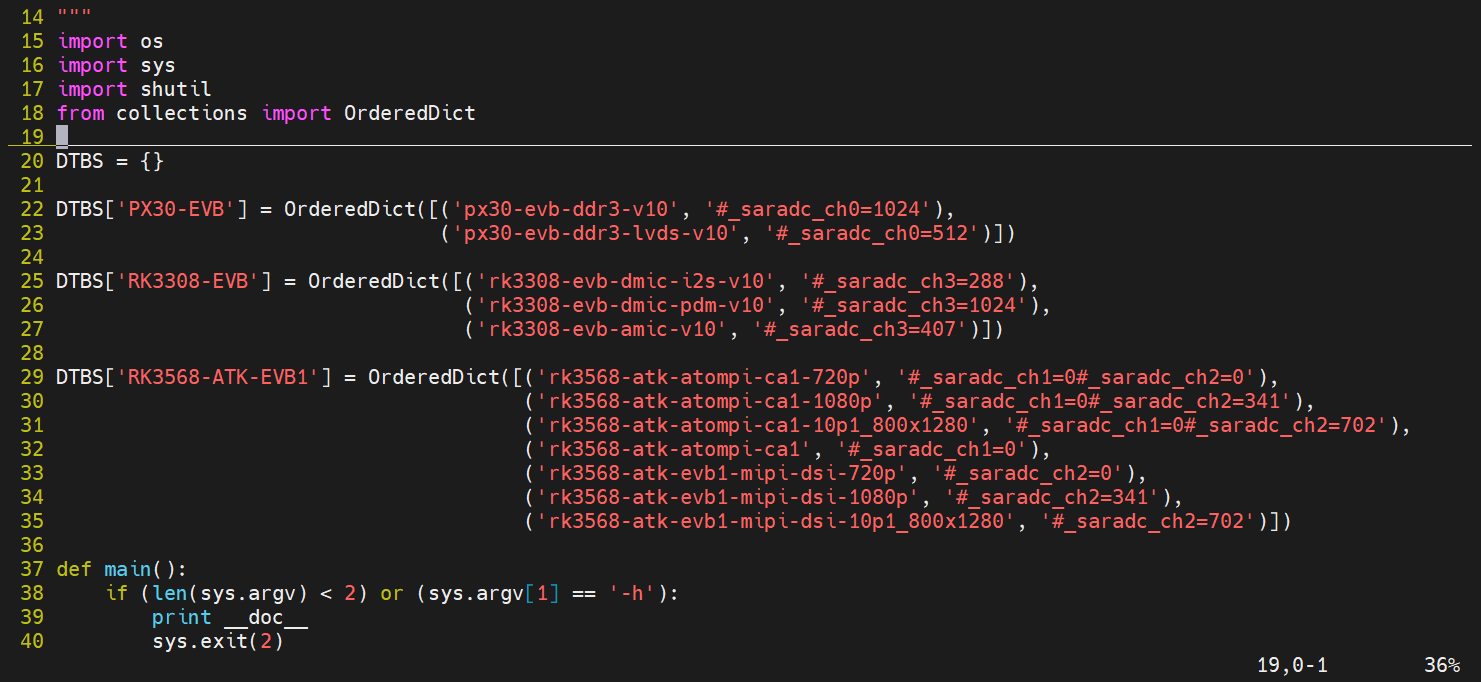 14 """
15 import os
16 import sys
17 import shutil
18 from collections import OrderedDict
19
20 DTBS = {}
21
22 DTBS['PX30-EVB'] = OrderedDict([('px30-evb-ddr3-v10', '#_saradc_ch0=1024'),
23                                 ('px30-evb-ddr3-lvds-v10', '#_saradc_ch0=512')])
24
25 DTBS['RK3308-EVB'] = OrderedDict([('rk3308-evb-dmic-i2s-v10', '#_saradc_ch3=288'),
26                                   ('rk3308-evb-dmic-pdm-v10', '#_saradc_ch3=1024'),
27                                   ('rk3308-evb-amic-v10', '#_saradc_ch3=407')])
28
29 DTBS['RK3568-ATK-EVB1'] = OrderedDict([('rk3568-atk-atompi-ca1-720p', '#_saradc_ch1=0#_saradc_ch2=0'),
30                                        ('rk3568-atk-atompi-ca1-1080p', '#_saradc_ch1=0#_saradc_ch2=341'),
31                                        ('rk3568-atk-atompi-ca1-10p1_800x1280', '#_saradc_ch1=0#_saradc_ch2=702'),
32                                        ('rk3568-atk-atompi-ca1', '#_saradc_ch1=0'),
33                                        ('rk3568-atk-evb1-mipi-dsi-720p', '#_saradc_ch2=0'),
34                                        ('rk3568-atk-evb1-mipi-dsi-1080p', '#_saradc_ch2=341'),
35                                        ('rk3568-atk-evb1-mipi-dsi-10p1_800x1280', '#_saradc_ch2=702')])
36
37 def main():
38     if (len(sys.argv) < 2) or (sys.argv[1] == '-h'):
39         print __doc__
40         sys.exit(2)
19,0-1 36%